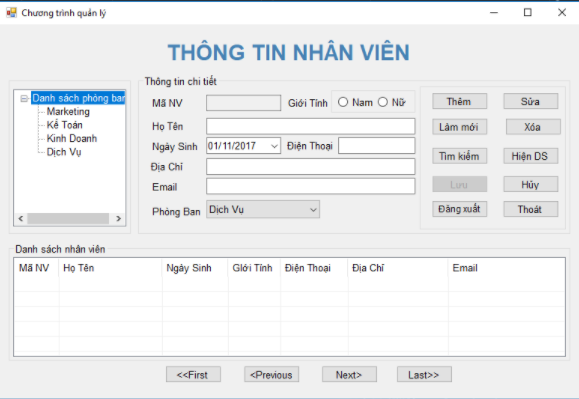 Chương trình quản lý
THÔNG TIN NHÂN VIÊN
Danh sách phòng ban
Marketing
Kế Toán
Kinh Doanh
Dịch Vụ
Thông tin chi tiết
Mã NV
Giới Tính
Nam
Nữ
Họ Tên
Ngày Sinh
01/11/2017
Điện Thoại
Địa Chỉ
Email
Phòng Ban
Dịch Vụ
Thêm
Sửa
Làm mới
Xóa
Tìm kiếm
Hiện DS
Lưu
Hủy
Đăng xuất
Thoát
Danh sách nhân viên
Mã NV Họ Tên Ngày Sinh Giới Tính Điện Thoại Địa Chỉ Email
<<First <Previous Next> Last>>